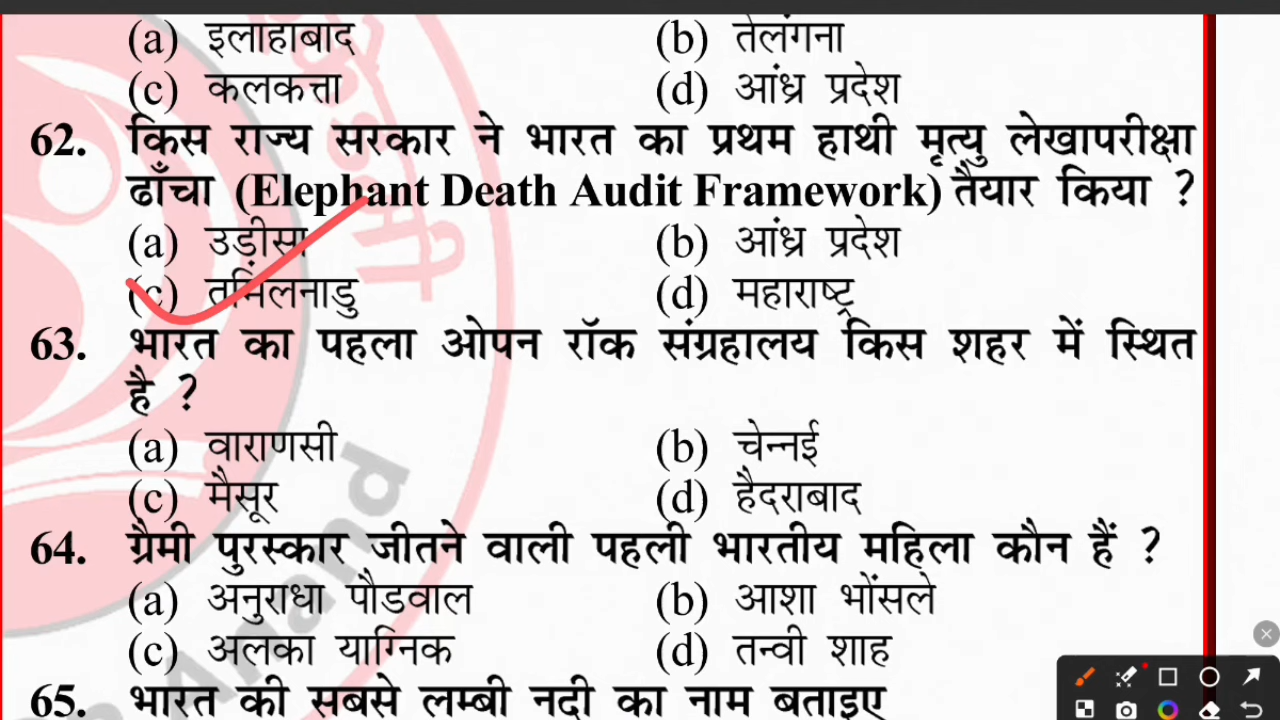 (a) इलाहाबाद (b) तेलंगना
(c) कलकत्ता (d) आंध्र प्रदेश
62. किस राज्य सरकार ने भारत का प्रथम हाथी मृत्यु लेखापरीक्षा
ढाँचा (Elephant Death Audit Framework) तैयार किया ?
(a) उड़ीसा (b) आंध्र प्रदेश
(c) तमिलनाडु (d) महाराष्ट्र
63. भारत का पहला ओपन रॉक संग्रहालय किस शहर में स्थित
है ?
(a) वाराणसी (b) चेन्नई
(c) मैसूर (d) हैदराबाद
64. ग्रैमी पुरस्कार जीतने वाली पहली भारतीय महिला कौन हैं ?
(a) अनुराधा पौडवाल (b) आशा भोंसले
(c) अलका याग्निक (d) तन्वी शाह
65. भारत की सबसे लम्बी नदी का नाम बताइए